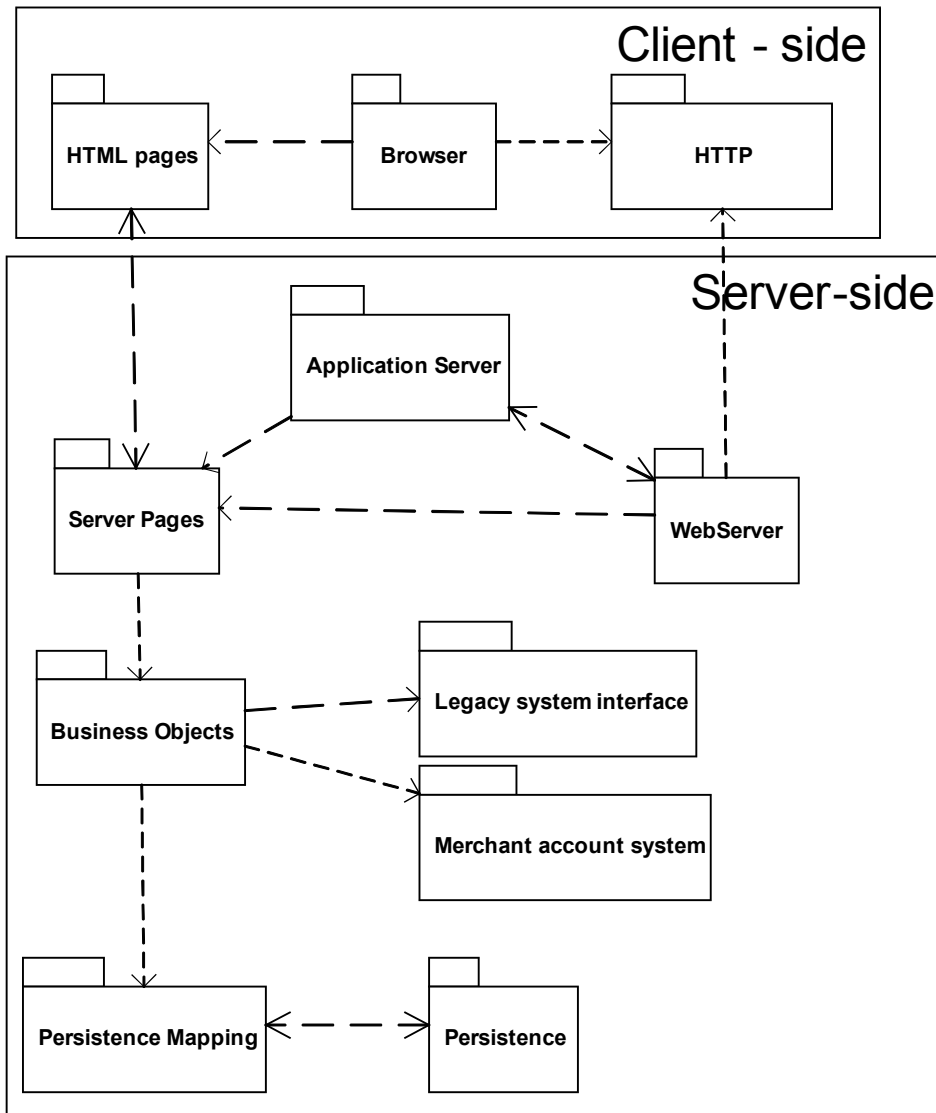 Client - side
HTML pages
Browser
HTTP
Server-side
Application Server
Server Pages
WebServer
Legacy system interface
Business Objects
Merchant account system
Persistence Mapping
Persistence